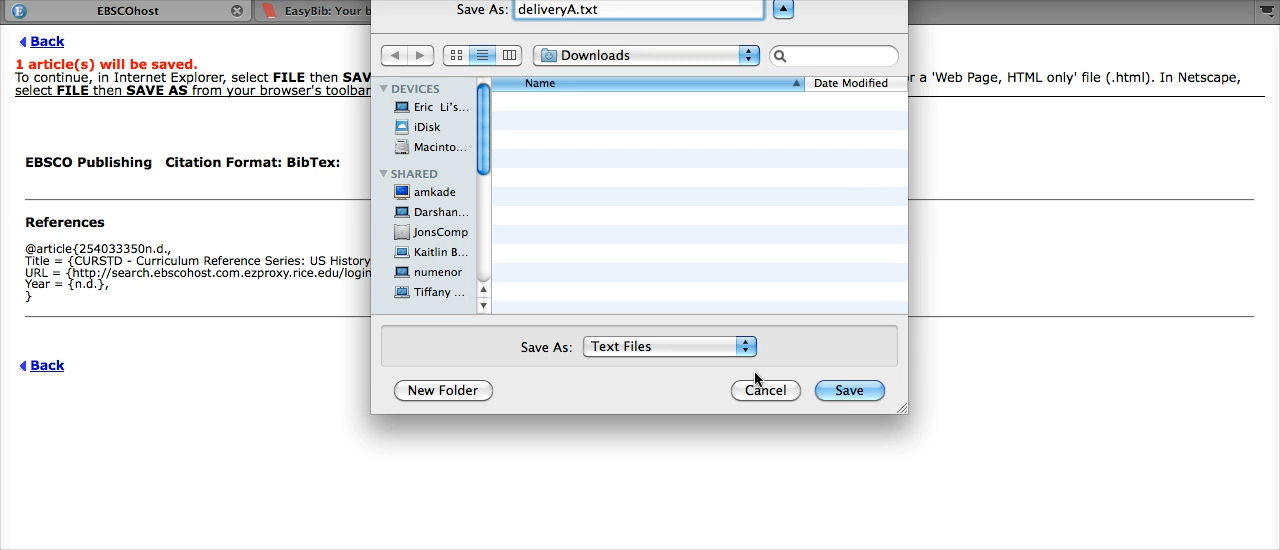 EBSCOhost
EasyBib: Your b
Save As: deliveryA.txt
Back
1 article(s) will be saved.
To continue, in Internet Explorer, select FILE then SAV
r a 'Web Page, HTML only' file (.html). In Netscape,
select FILE then SAVE AS from your browser's toolbar
Downloads
Name
Date Modified
DEVICES
Eric Li's...
iDisk
Macinto...
SHARED
amkade
Darshan...
JonsComp
Kaitlin B...
numenor
Tiffany ...
EBSCO Publishing Citation Format: BibTex:
References
@article{254033350n.d.,
Title = {CURSTD - Curriculum Reference Series: US History
URL = {http://search.ebscohost.com.ezproxy.rice.edu/login
Year = {n.d.},
}
Save As: Text Files
New Folder
Cancel
Save
Back